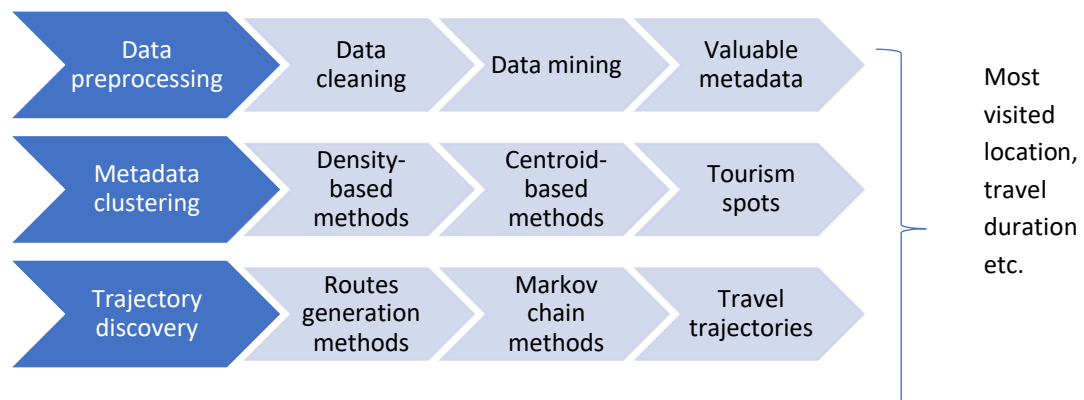 Data
preprocessing
Data
cleaning
Data mining
Valuable
metadata
Metadata
clustering
Density-
based
methods
Centroid-
based
methods
Tourism
spots
Trajectory
discovery
Routes
generation
methods
Markov
chain
methods
Travel
trajectories
Most
visited
location,
travel
duration
etc.